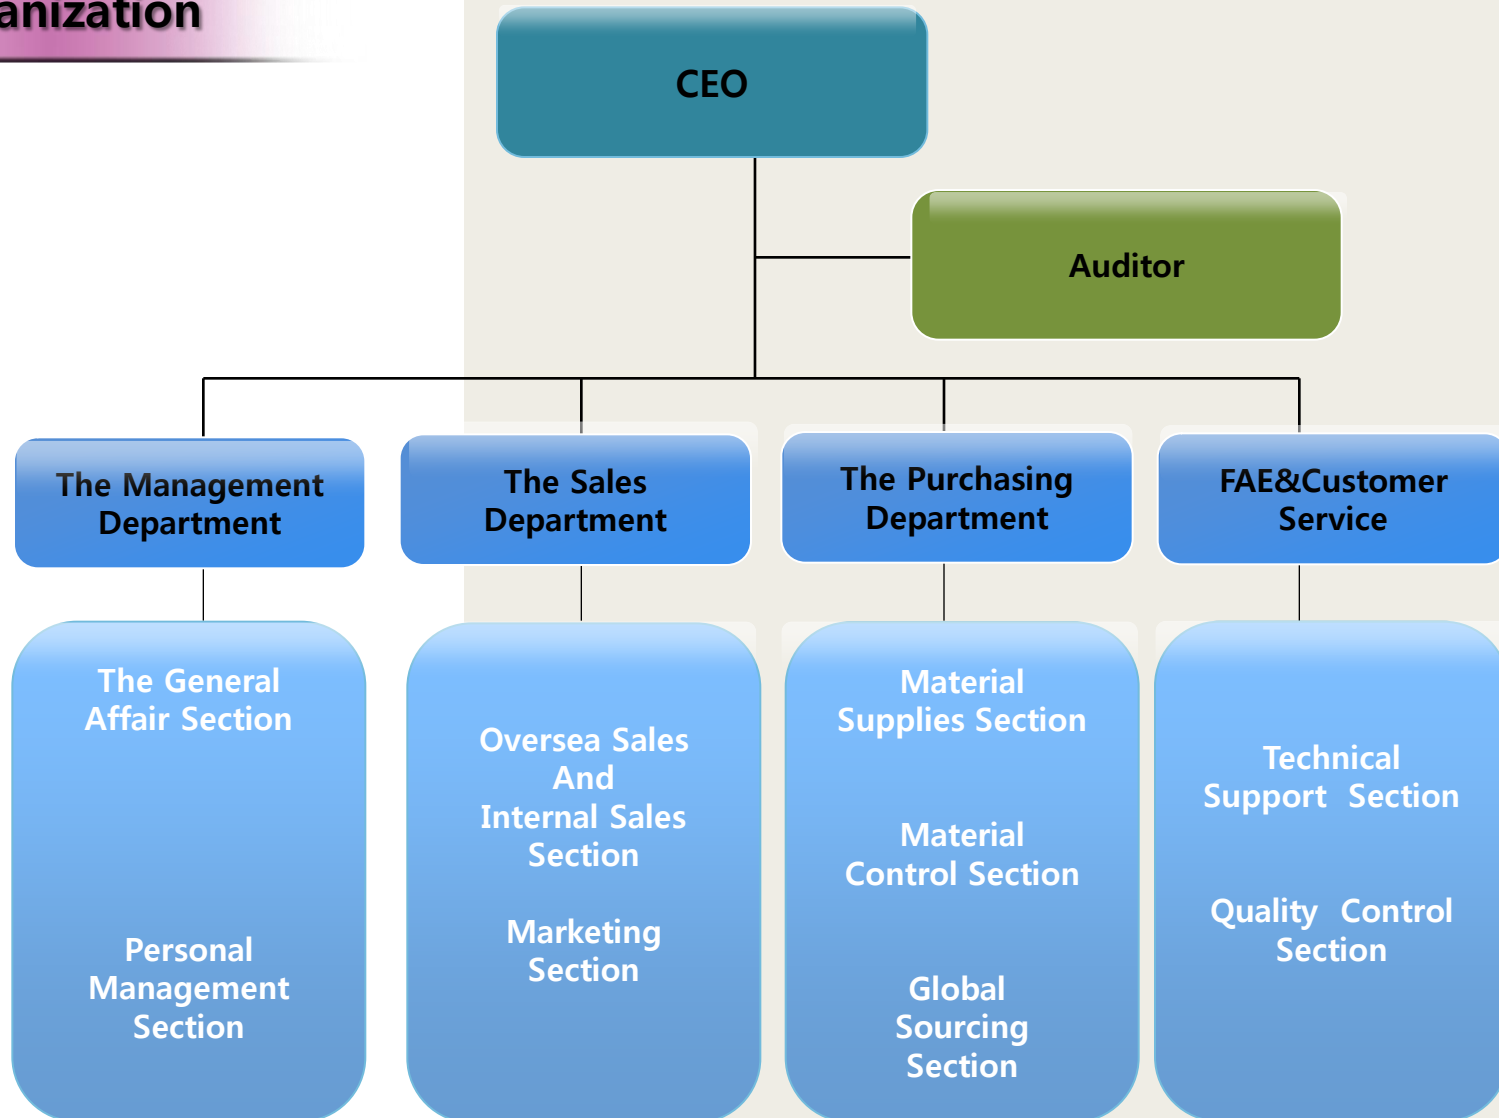 anization
CEO
Auditor
The Management
Department
The Sales
Department
The Purchasing
Department
FAE&Customer
Service
The General
Affair Section
Personal
Management
Section
Oversea Sales
And
Internal Sales
Section
Marketing
Section
Material
Supplies Section
Material
Control Section
Global
Sourcing
Section
Technical
Support Section
Quality Control
Section